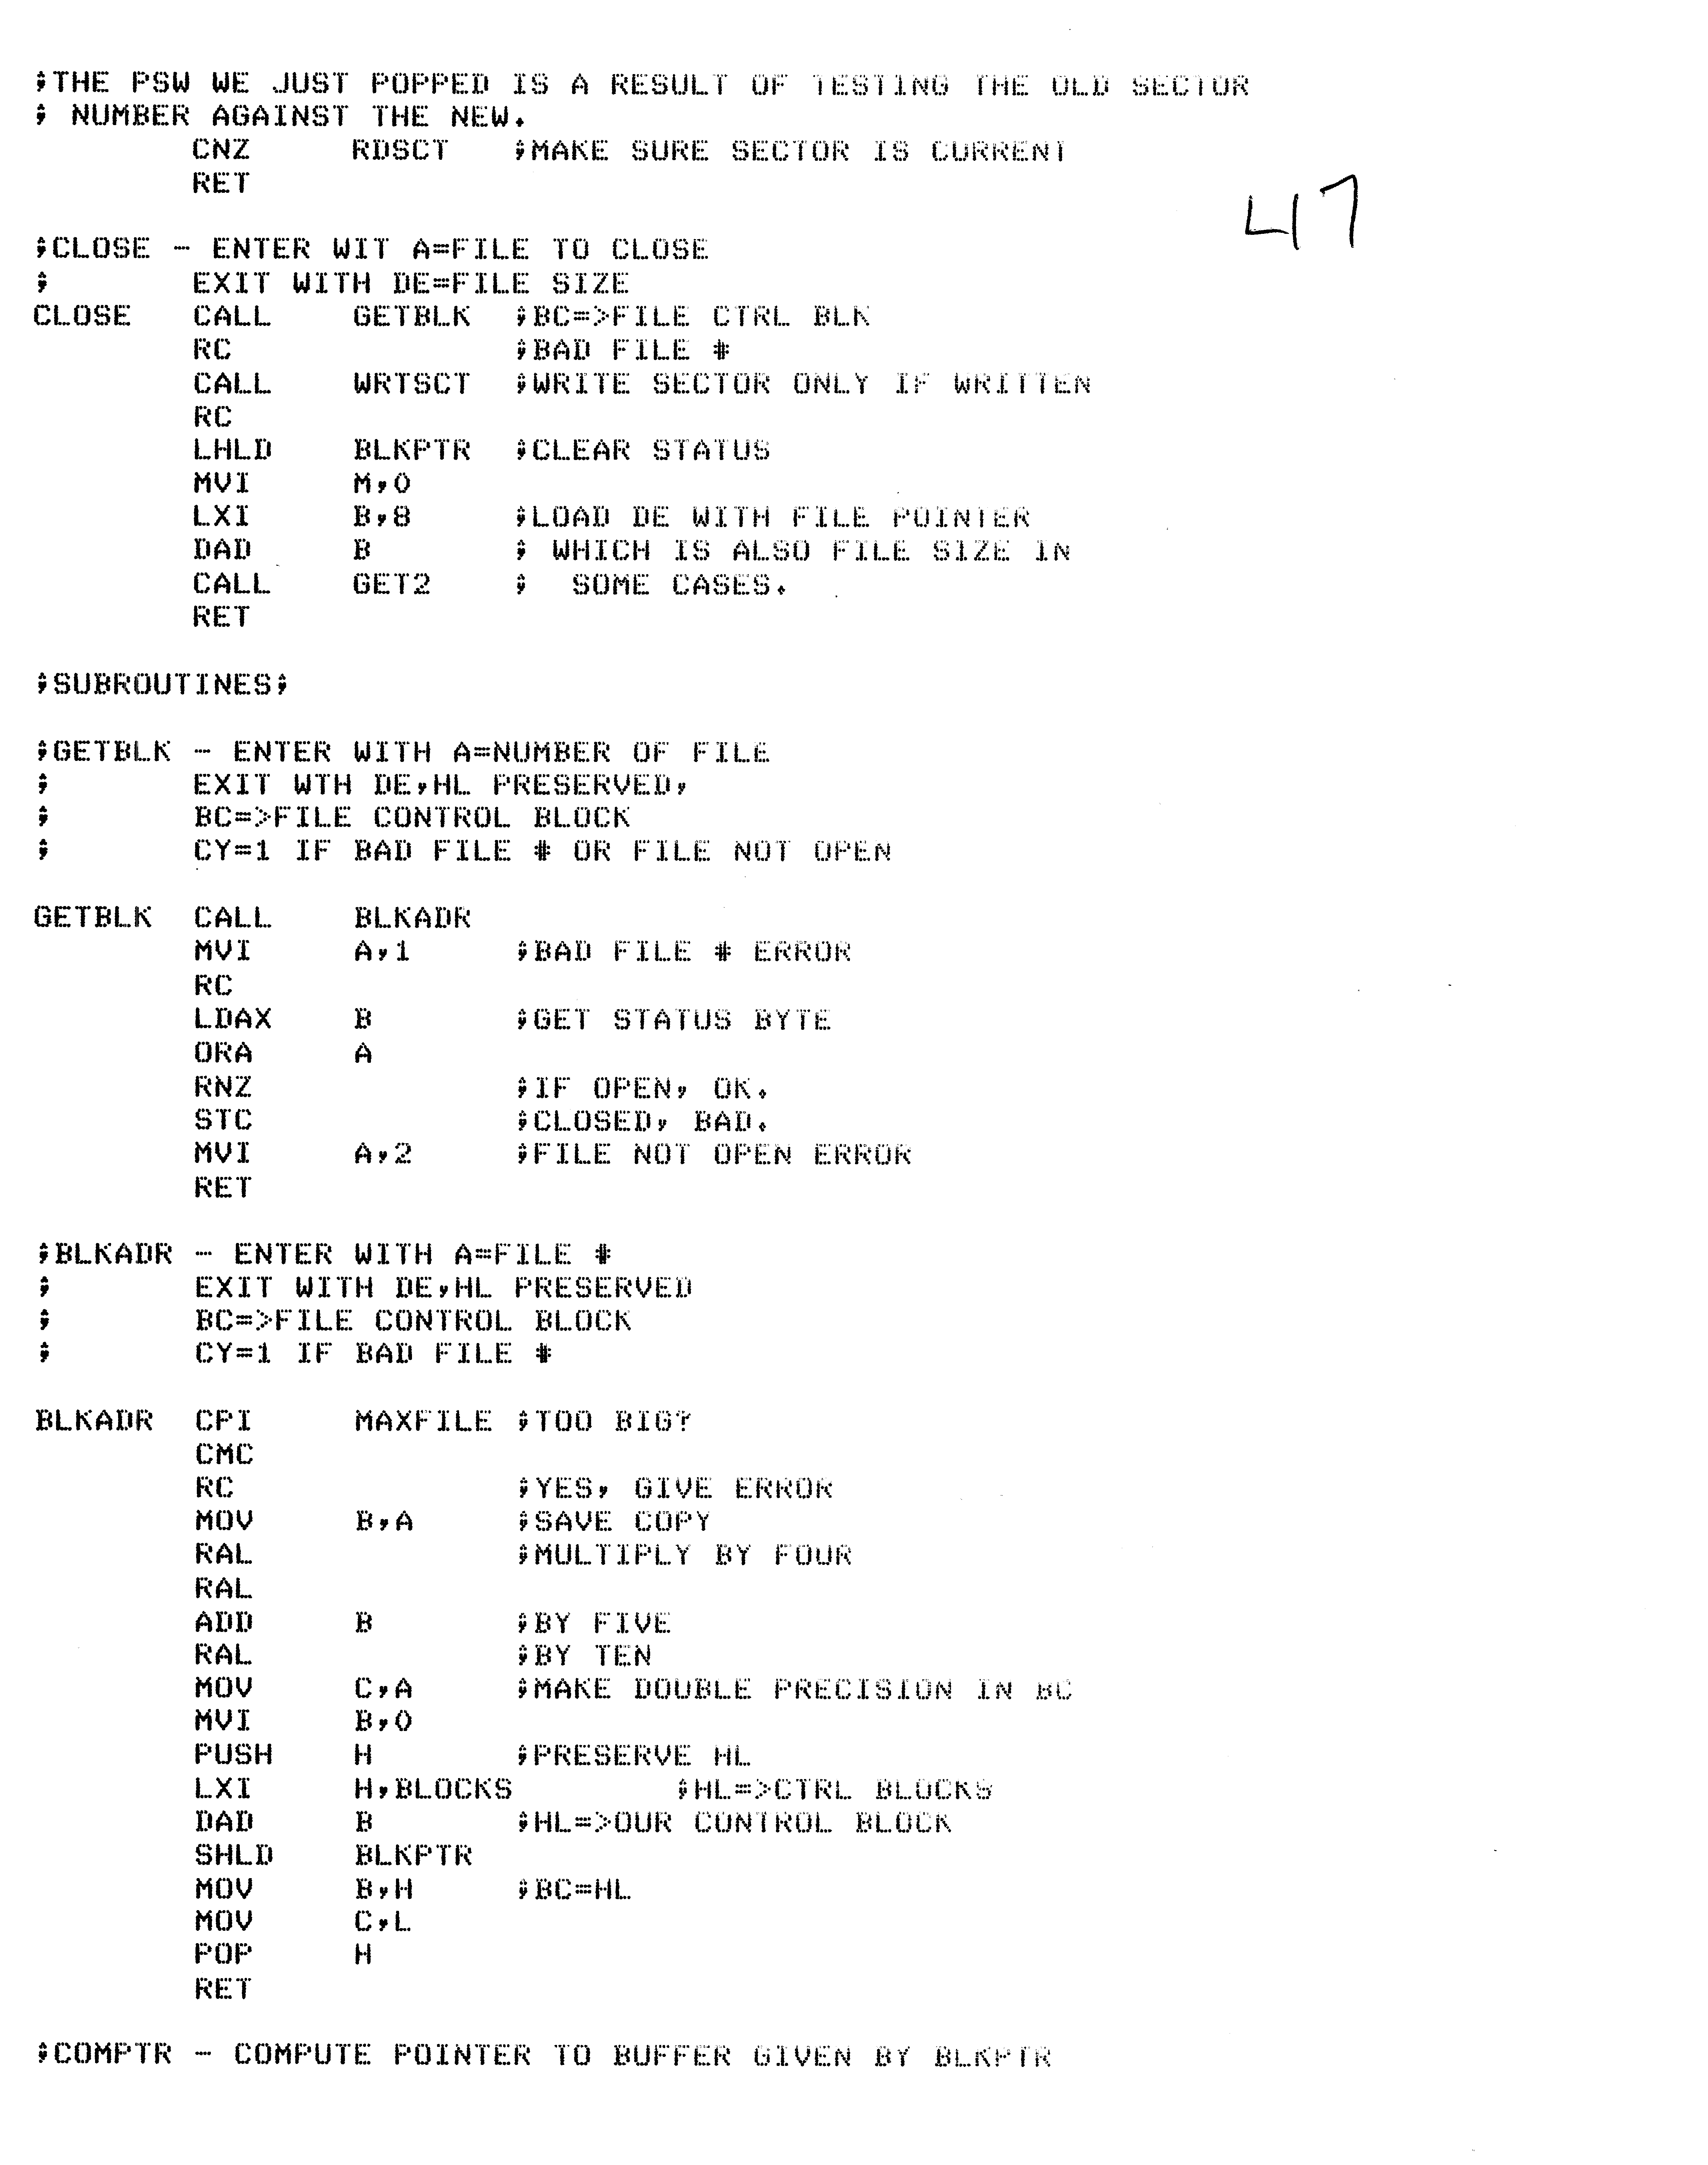 ;THE PSW WE JUST POPPED IS A RESULT OF TESTING THE OLD SECTOR
; NUMBER AGAINST THE NEW.
        CNZ     RDSCT   ;MAKE SURE SECTOR IS CURRENT
        RET
47
;CLOSE - ENTER WIT A=FILE TO CLOSE
;       EXIT WITH DE=FILE SIZE
CLOSE   CALL    GETBLK  ;BC=>FILE CTRL BLK
        RC              ;BAD FILE #
        CALL    WRTSCT  ;WRITE SECTOR ONLY IF WRITTEN
        RC
        LHLD    BLKPTR  ;CLEAR STATUS
        MVI     M,0
        LXI     B,8     ;LOAD DE WITH FILE POINTER
        DAD     B       ; WHICH IS ALSO FILE SIZE IN
        CALL    GET2    ;  SOME CASES.
        RET

;SUBROUTINES;

;GETBLK - ENTER WITH A=NUMBER OF FILE
;       EXIT WTH DE,HL PRESERVED,
;       BC=>FILE CONTROL BLOCK
;       CY=1 IF BAD FILE # OR FILE NOT OPEN

GETBLK  CALL    BLKADR
        MVI     A,1     ;BAD FILE # ERROR
        RC
        LDAX    B       ;GET STATUS BYTE
        ORA     A
        RNZ             ;IF OPEN, OK.
        STC             ;CLOSED, BAD.
        MVI     A,2     ;FILE NOT OPEN ERROR
        RET

;BLKADR - ENTER WITH A=FILE #
;       EXIT WITH DE,HL PRESERVED
;       BC=>FILE CONTROL BLOCK
;       CY=1 IF BAD FILE #

BLKADR  CPI     MAXFILE ;TOO BIG?
        CMC
        RC              ;YES, GIVE ERROR
        MOV     B,A     ;SAVE COPY
        RAL             ;MULTIPLY BY FOUR
        RAL
        ADD     B       ;BY FIVE
        RAL             ;BY TEN
        MOV     C,A     ;MAKE DOUBLE PRECISION IN BC
        MVI     B,0
        PUSH    H       ;PRESERVE HL
        LXI     H,BLOCKS        ;HL=>CTRL BLOCKS
        DAD     B       ;HL=>OUR CONTROL BLOCK
        SHLD    BLKPTR
        MOV     B,H     ;BC=HL
        MOV     C,L
        POP     H
        RET

;COMPTR - COMPUTE POINTER TO BUFFER GIVEN BY BLKPTR